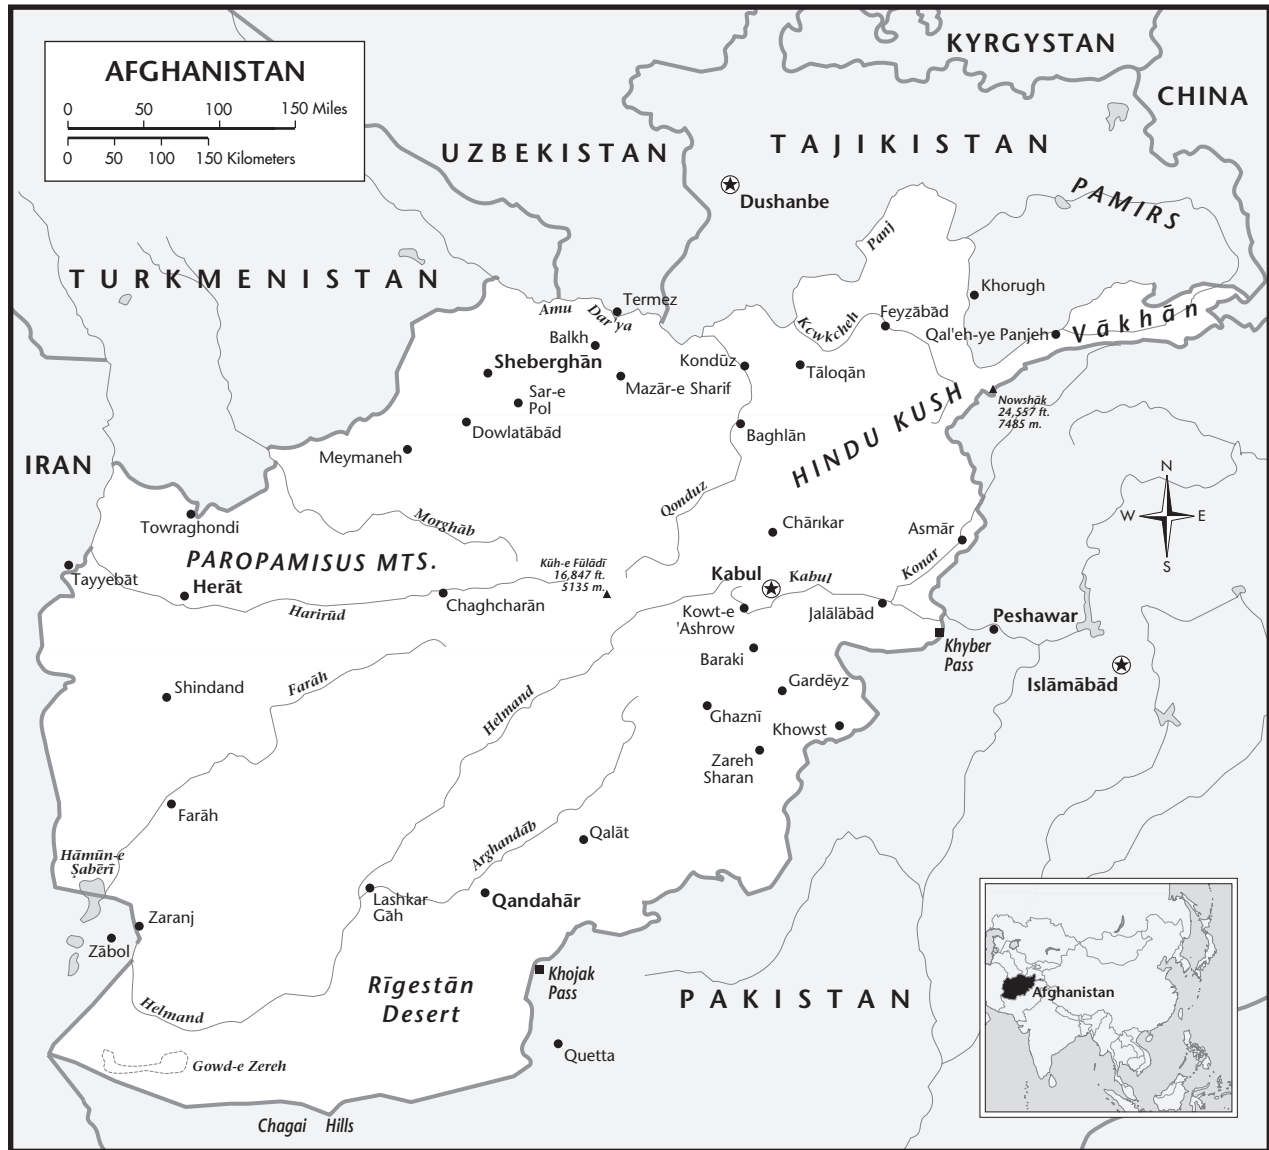 AFGHANISTAN
0 50 100 150 Miles
0 50 100 150 Kilometers
KYRGYSTAN
CHINA
UZBEKISTAN
TAJIKISTAN
Dushanbe
PAMIRS
TURKMENISTAN
Panj
Khorugh
Termez
Amu Dar'ya
Balkh
Kcwkcheh
Feyzābād
Qal'eh-ye Panjeh
Vākhān
Sheberghān
Kondūz
Tāloqān
Mazār-e Sharif
Sar-e
Pol
Nowshāk
24,557 ft.
7485 m.
Dowlatābād
Baghlān
HINDU KUSH
Meymaneh
IRAN
N
W E
S
Qonduz
Towraghondi
Morghāb
Chārıkar
Asmār
PAROPAMISUS MTS.
Kūh-e Fūlādī
16,847 ft.
5135 m.
Tayyebāt
Herāt
Kabul
Kabul
Konar
Chaghcharān
Harirūd
Kowt-e
'Ashrow
Jalālābād
Peshawar
Khyber
Pass
Baraki
Islāmābād
Shindand
Farāh
Gardēyz
Helmand
Ghaznī
Khowst
Zareh
Sharan
Farāh
Arghandāb
Qalāt
Hāmūn-e
Şabērī
Lashkar
Gāh
Qandahār
Zaranj
Zābol
Rīgestān
Desert
Khojak
Pass
PAKISTAN
Afghanistan
Helmand
Quetta
Gowd-e Zereh
Chagai Hills